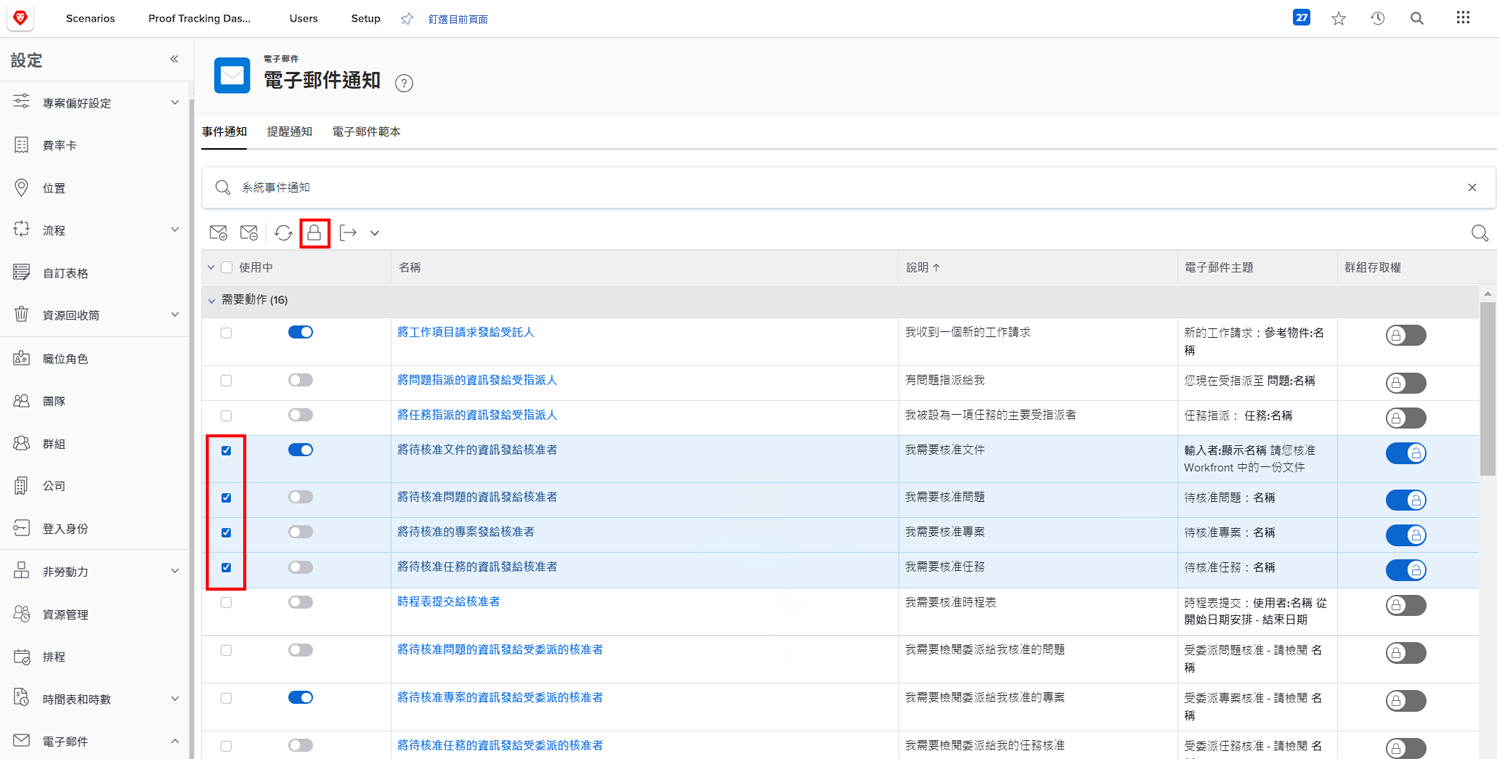 Scenarios
Proof Tracking Das...
Users
Setup
釘選目前頁面
27
設定
專案偏好設定
費率卡
位置
流程
自訂表格
資源回收筒
職位角色
團隊
群組
公司
登入身份
非勞動力
資源管理
排程
時間表和時數
電子郵件
電子郵件
電子郵件通知
?
事件通知
提醒通知
電子郵件範本
系統事件通知
使用中
名稱
說明 ↑
電子郵件主題
群組存取權
需要動作 (16)
將工作項目請求發給受託人
我收到一個新的工作請求
新的工作請求：參考物件:名
稱
將問題指派的資訊發給受指派人
有問題指派給我
您現在受指派至 問題:名稱
將任務指派的資訊發給受指派人
我被設為一項任務的主要受指派者
任務指派： 任務:名稱
將待核准文件的資訊發給核准者
我需要核准文件
輸入者:顯示名稱 請您核准
Workfront 中的一份文件
將待核准問題的資訊發給核准者
我需要核准問題
待核准問題：名稱
將待核准的專案發給核准者
我需要核准專案
待核准專案：名稱
將待核准任務的資訊發給核准者
我需要核准任務
待核准任務：名稱
時程表提交給核准者
我需要核准時程表
時程表提交：使用者:名稱 從
開始日期安排 - 結束日期
將待核准問題的資訊發給受委派的核准者
我需要檢閱委派給我核准的問題
受委派問題核准 - 請檢閱 名
稱
將待核准專案的資訊發給受委派的核准者
我需要檢閱委派給我核准的專案
受委派專案核准 - 請檢閱 名
稱
將待核准任務的資訊發給受委派的核准者
我需要檢閱委派給我的任務核准
受委派任務核准 - 請檢閱 名